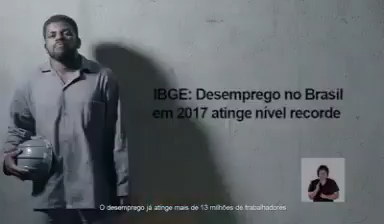 IBGE: Desemprego no Brasil
em 2017 atinge nível recorde
O desemprego já atinge mais de 13 milhões de trabalhadores